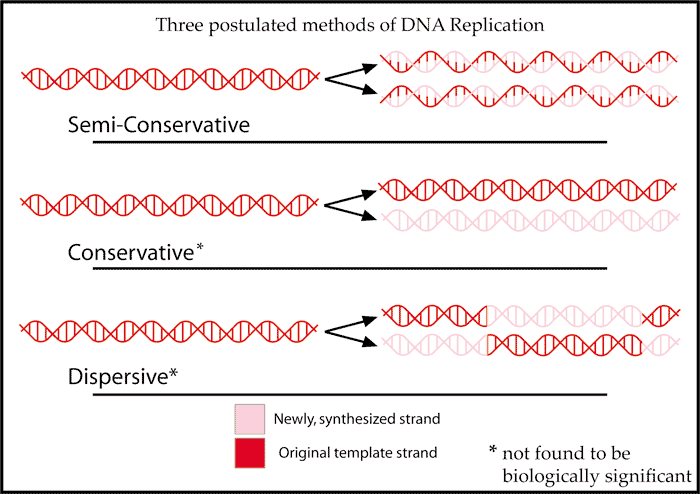 Three postulated methods of DNA Replication
Semi-Conservative
Conservative*
Dispersive*
Newly, synthesized strand
Original template strand
* not found to be
biologically significant